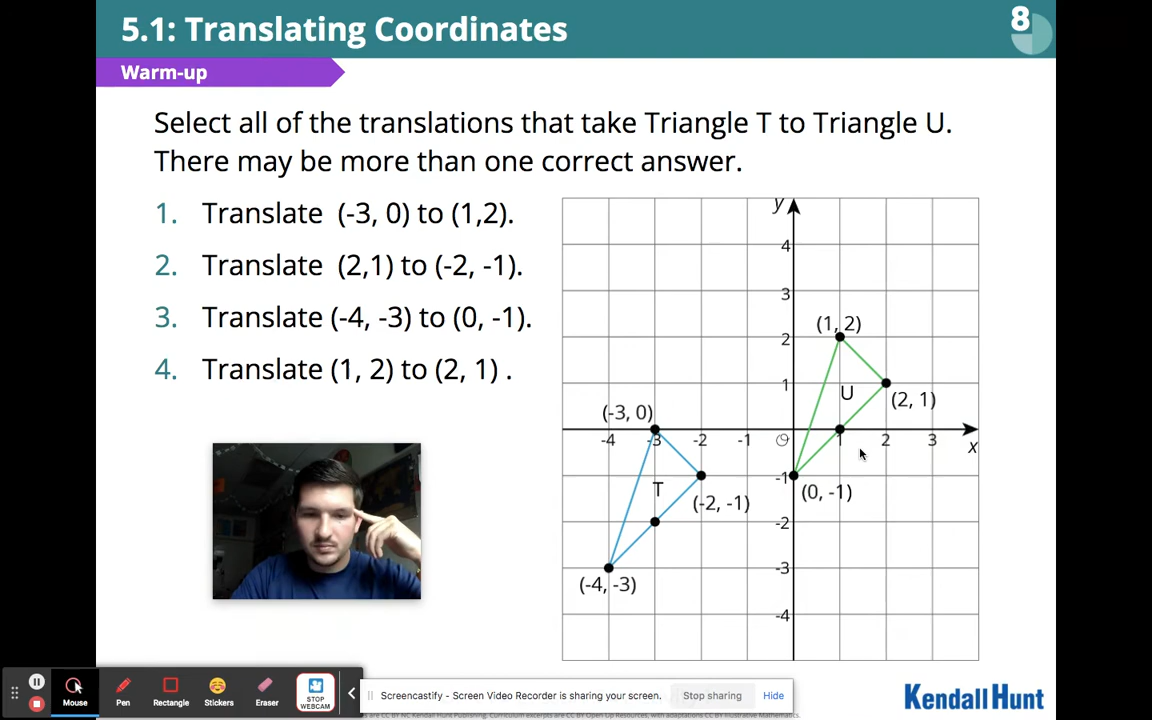 5.1: Translating Coordinates
8
Warm-up
Select all of the translations that take Triangle T to Triangle U.
There may be more than one correct answer.
1. Translate (-3, 0) to (1,2).
2. Translate (2,1) to (-2, -1).
3. Translate (-4, -3) to (0, -1).
4. Translate (1, 2) to (2, 1) .
y
4
3
(1, 2)
2
1
U
(2, 1)
(-3, 0)
-4 -3 -2 -1 O 1 2 3 x
-1
(0, -1)
T
(-2, -1)
-2
-3
(-4, -3)
-4
Mouse Pen Rectangle Stickers Eraser STOP WEBCAM
Screencastify - Screen Video Recorder is sharing your screen. Stop sharing Hide
Kendall Hunt